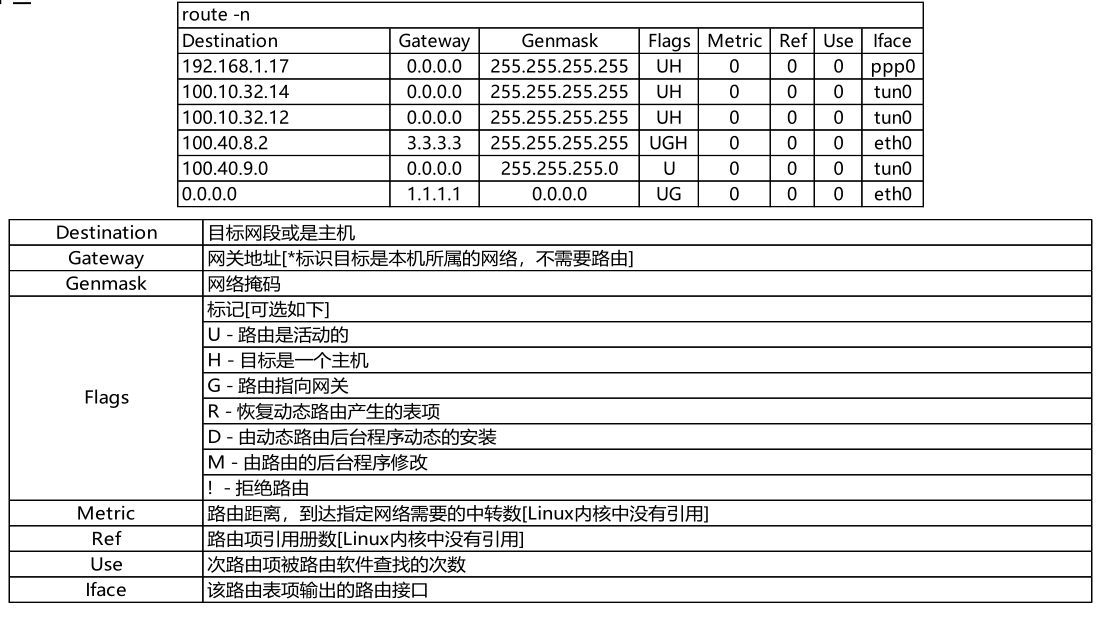 route -n
Destination Gateway Genmask Flags Metric Ref Use Iface
192.168.1.17 0.0.0.0 255.255.255.255 UH 0 0 0 ppp0
100.10.32.14 0.0.0.0 255.255.255.255 UH 0 0 0 tun0
100.10.32.12 0.0.0.0 255.255.255.255 UH 0 0 0 tun0
100.40.8.2 3.3.3.3 255.255.255.255 UGH 0 0 0 eth0
100.40.9.0 0.0.0.0 255.255.255.0 U 0 0 0 tun0
0.0.0.0 1.1.1.1 0.0.0.0 UG 0 0 0 eth0
Destination 目标网段或是主机
Gateway 网关地址[*标识目标是本机所属的网络，不需要路由]
Genmask 网络掩码
Flags 标记[可选如下]
U - 路由是活动的
H - 目标是一个主机
G - 路由指向网关
R - 恢复动态路由产生的表项
D - 由动态路由后台程序动态的安装
M - 由路由的后台程序修改
! - 拒绝路由
Metric 路由距离，到达指定网络需要的中转数[Linux内核中没有引用]
Ref 路由项引用册数[Linux内核中没有引用]
Use 次路由项被路由软件查找的次数
Iface 该路由表项输出的路由接口